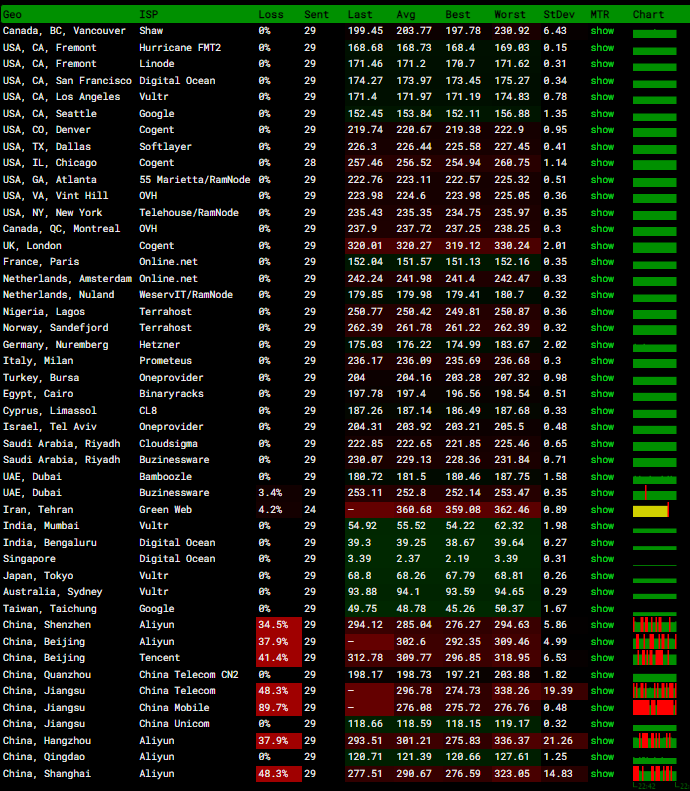 Geo ISP Loss Sent Last Avg Best Worst StDev MTR Chart
Canada, BC, Vancouver Shaw 0% 29 199.45 203.77 197.78 230.92 6.43 show
USA, CA, Fremont Hurricane FMT2 0% 29 168.68 168.73 168.4 169.03 0.15 show
USA, CA, Fremont Linode 0% 29 171.46 171.2 170.7 171.62 0.31 show
USA, CA, San Francisco Digital Ocean 0% 29 174.27 173.97 173.45 175.27 0.34 show
USA, CA, Los Angeles Vultr 0% 29 171.4 171.97 171.19 174.83 0.78 show
USA, CA, Seattle Google 0% 29 152.45 153.84 152.11 156.88 1.35 show
USA, CO, Denver Cogent 0% 29 219.74 220.67 219.38 222.9 0.95 show
USA, TX, Dallas Softlayer 0% 29 226.3 226.44 225.58 227.45 0.41 show
USA, IL, Chicago Cogent 0% 28 257.46 256.52 254.94 260.75 1.14 show
USA, GA, Atlanta 55 Marietta/RamNode 0% 29 222.76 223.11 222.57 225.32 0.51 show
USA, VA, Vint Hill OVH 0% 29 223.98 224.6 223.98 225.05 0.36 show
USA, NY, New York Telehouse/RamNode 0% 29 235.43 235.35 234.75 235.97 0.35 show
Canada, QC, Montreal OVH 0% 29 237.9 237.72 237.25 238.25 0.3 show
UK, London Cogent 0% 29 320.01 320.27 319.12 330.24 2.01 show
France, Paris Online.net 0% 29 152.04 151.57 151.13 152.16 0.35 show
Netherlands, Amsterdam Online.net 0% 29 242.24 241.98 241.4 242.47 0.33 show
Netherlands, Nuland WeservIT/RamNode 0% 29 179.85 179.98 179.41 180.7 0.32 show
Nigeria, Lagos Terrahost 0% 29 250.77 250.42 249.81 250.87 0.36 show
Norway, Sandefjord Terrahost 0% 29 262.39 261.78 261.22 262.39 0.32 show
Germany, Nuremberg Hetzner 0% 29 175.03 176.22 174.99 183.67 2.02 show
Italy, Milan Prometeus 0% 29 236.17 236.09 235.69 236.68 0.3 show
Turkey, Bursa Oneprovider 0% 29 204 204.16 203.28 207.32 0.98 show
Egypt, Cairo Binaryracks 0% 29 197.78 197.4 196.56 198.54 0.51 show
Cyprus, Limassol CL8 0% 29 187.26 187.14 186.49 187.68 0.33 show
Israel, Tel Aviv Oneprovider 0% 29 204.31 203.92 203.21 205.5 0.48 show
Saudi Arabia, Riyadh Cloudsigma 0% 29 222.85 222.65 221.85 225.46 0.65 show
Saudi Arabia, Riyadh Buzinessware 0% 29 230.07 229.13 228.36 231.84 0.71 show
UAE, Dubai Bamboozle 0% 29 180.72 181.5 180.46 187.75 1.58 show
UAE, Dubai Buzinessware 3.4% 29 253.11 252.8 252.14 253.47 0.35 show
Iran, Tehran Green Web 4.2% 24 — 360.68 359.08 362.46 0.89 show
India, Mumbai Vultr 0% 29 54.92 55.52 54.22 62.32 1.98 show
India, Bengaluru Digital Ocean 0% 29 39.3 39.25 38.67 39.64 0.27 show
Singapore Digital Ocean 0% 29 3.39 2.37 2.19 3.39 0.31 show
Japan, Tokyo Vultr 0% 29 68.8 68.26 67.79 68.81 0.26 show
Australia, Sydney Vultr 0% 29 93.88 94.1 93.59 94.65 0.29 show
Taiwan, Taichung Google 0% 29 49.75 48.78 45.26 50.37 1.67 show
China, Shenzhen Aliyun 34.5% 29 294.12 285.04 276.27 294.63 5.86 show
China, Beijing Aliyun 37.9% 29 — 302.6 292.35 309.46 4.99 show
China, Beijing Tencent 41.4% 29 312.78 309.77 296.85 318.95 6.53 show
China, Quanzhou China Telecom CN2 0% 29 198.17 198.73 197.21 203.88 1.82 show
China, Jiangsu China Telecom 48.3% 29 — 296.78 274.73 338.26 19.39 show
China, Jiangsu China Mobile 89.7% 29 — 276.08 275.72 276.76 0.48 show
China, Jiangsu China Unicom 0% 29 118.66 118.59 118.15 119.17 0.32 show
China, Hangzhou Aliyun 37.9% 29 293.51 301.21 275.83 336.37 21.26 show
China, Qingdao Aliyun 0% 29 120.71 121.39 120.66 127.61 1.25 show
China, Shanghai Aliyun 48.3% 29 277.51 290.67 276.59 323.05 14.83 show